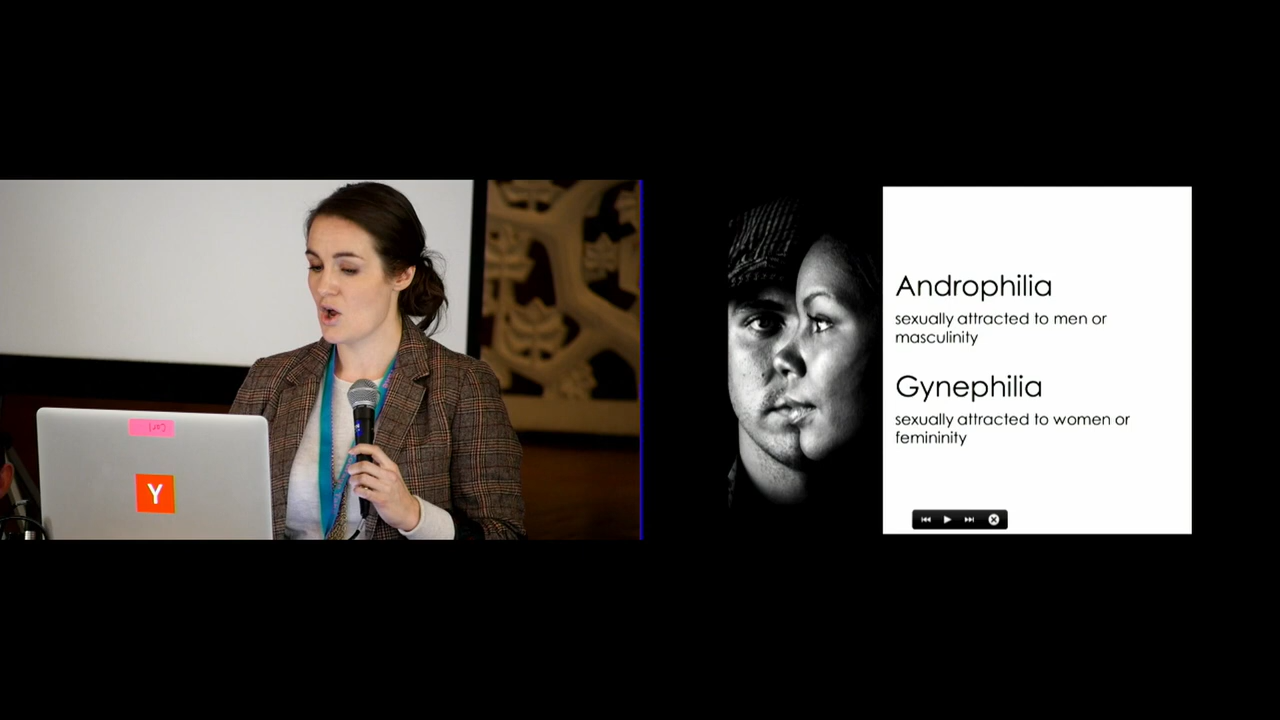 Y
Androphilia
sexually attracted to men or
masculinity
Gynephilia
sexually attracted to women or
femininity